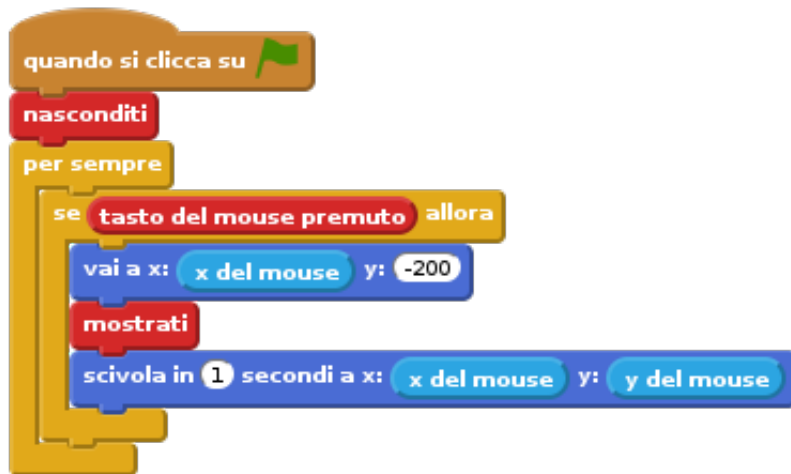 quando si clicca su
nasconditi
per sempre
se tasto del mouse premuto allora
vai a x: x del mouse y: -200
mostrati
scivola in 1 secondi a x: x del mouse y: y del mouse